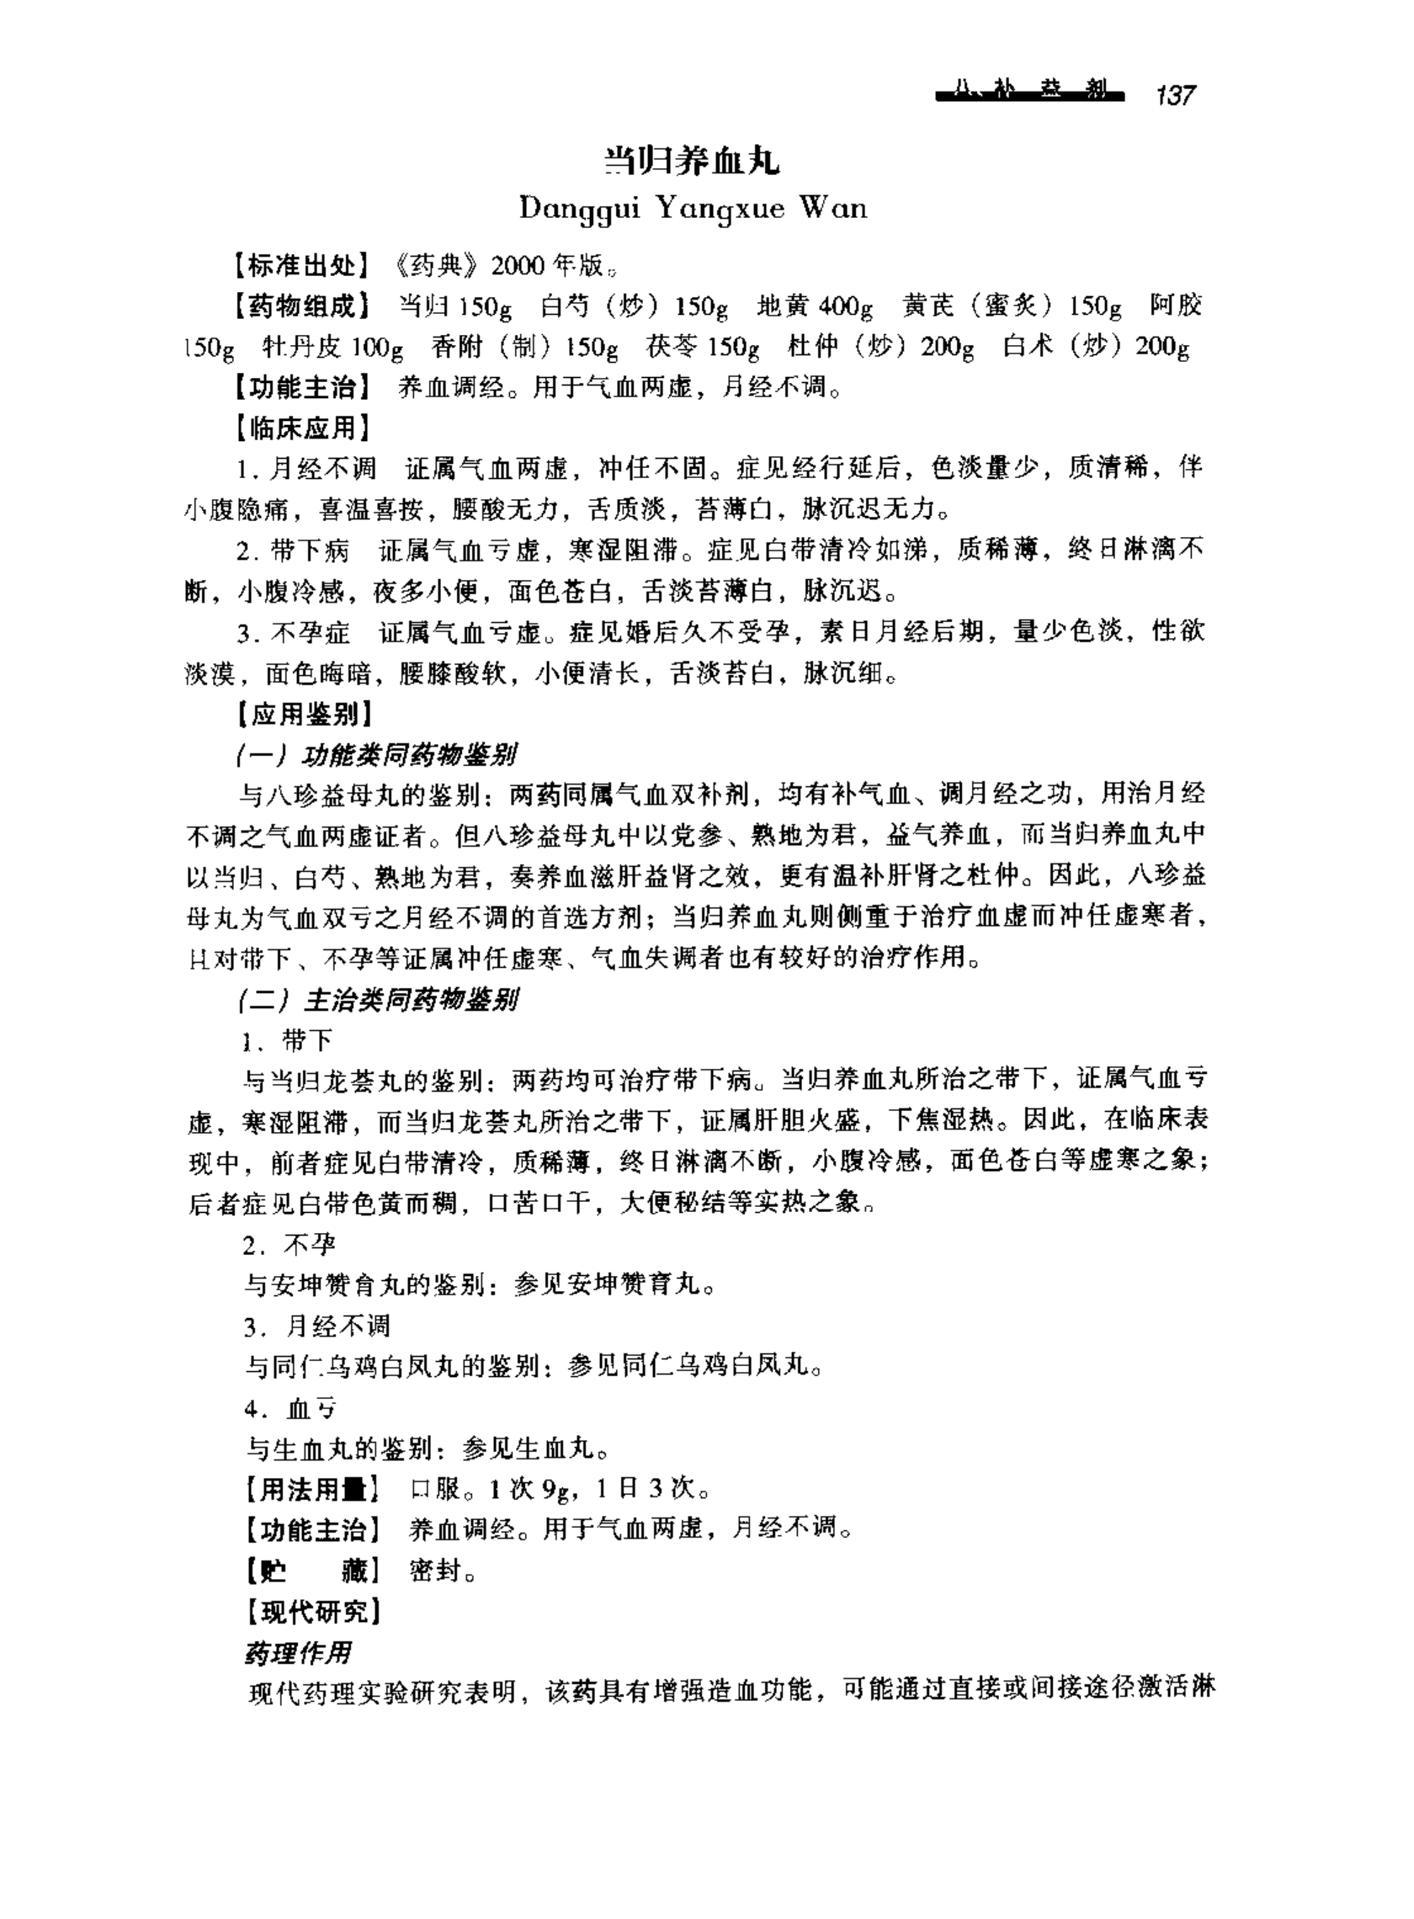 八、补 益 剂 137
当归养血丸
Danggui Yangxue Wan
【标准出处】 《药典》2000 年版。
【药物组成】 当归 150g 白芍（炒）150g 地黄 400g 黄芪（蜜炙）150g 阿胶
150g 牡丹皮 100g 香附（制）150g 茯苓 150g 杜仲（炒）200g 白术（炒）200g
【功能主治】 养血调经。用于气血两虚，月经不调。
【临床应用】
1. 月经不调 证属气血两虚，冲任不固。症见经行延后，色淡量少，质清稀，伴
小腹隐痛，喜温喜按，腰酸无力，舌质淡，苔薄白，脉沉迟无力。
2. 带下病 证属气血亏虚，寒湿阻滞。症见白带清冷如涕，质稀薄，终日淋漓不
断，小腹冷感，夜多小便，面色苍白，舌淡苔薄白，脉沉迟。
3. 不孕症 证属气血亏虚。症见婚后久不受孕，素日月经后期，量少色淡，性欲
淡漠，面色晦暗，腰膝酸软，小便清长，舌淡苔白，脉沉细。
【应用鉴别】
（一）功能类同药物鉴别
与八珍益母丸的鉴别：两药同属气血双补剂，均有补气血、调月经之功，用治月经
不调之气血两虚证者。但八珍益母丸中以党参、熟地为君，益气养血，而当归养血丸中
以当归、白芍、熟地为君，奏养血滋肝益肾之效，更有温补肝肾之杜仲。因此，八珍益
母丸为气血双亏之月经不调的首选方剂；当归养血丸则侧重于治疗血虚而冲任虚寒者，
且对带下、不孕等证属冲任虚寒、气血失调者也有较好的治疗作用。
（二）主治类同药物鉴别
1. 带下
与当归龙荟丸的鉴别：两药均可治疗带下病。当归养血丸所治之带下，证属气血亏
虚，寒湿阻滞，而当归龙荟丸所治之带下，证属肝胆火盛，下焦湿热。因此，在临床表
现中，前者症见白带清冷，质稀薄，终日淋漓不断，小腹冷感，面色苍白等虚寒之象；
后者症见白带色黄而稠，口苦口干，大便秘结等实热之象。
2. 不孕
与安坤赞育丸的鉴别：参见安坤赞育丸。
3. 月经不调
与同仁乌鸡白凤丸的鉴别：参见同仁乌鸡白凤丸。
4. 血亏
与生血丸的鉴别：参见生血丸。
【用法用量】 口服。1 次 9g，1 日 3 次。
【功能主治】 养血调经。用于气血两虚，月经不调。
【贮 藏】 密封。
【现代研究】
药理作用
现代药理实验研究表明，该药具有增强造血功能，可能通过直接或间接途径激活淋